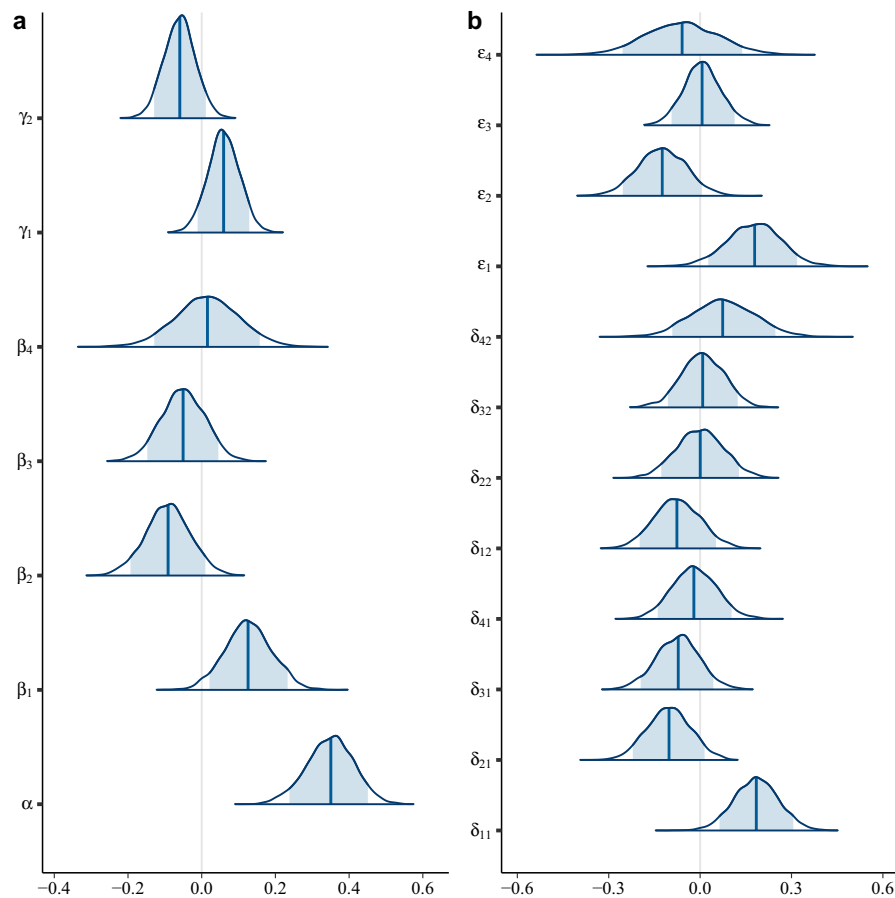 a
γ₂
γ₁
β₄
β₃
β₂
β₁
α
−0.4 −0.2 0.0 0.2 0.4 0.6
b
ε₄
ε₃
ε₂
ε₁
δ₄₂
δ₃₂
δ₂₂
δ₁₂
δ₄₁
δ₃₁
δ₂₁
δ₁₁
−0.6 −0.3 0.0 0.3 0.6